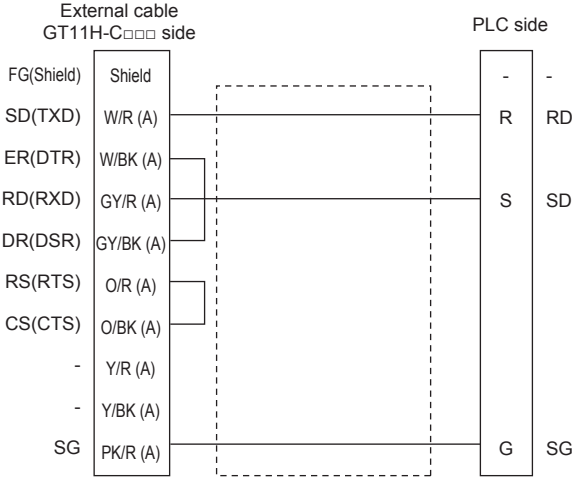 External cable
GT11H-C□□□ side
PLC side
FG(Shield) Shield - -
SD(TXD) W/R (A) R RD
ER(DTR) W/BK (A)
RD(RXD) GY/R (A) S SD
DR(DSR) GY/BK (A)
RS(RTS) O/R (A)
CS(CTS) O/BK (A)
- Y/R (A)
- Y/BK (A)
SG PK/R (A) G SG